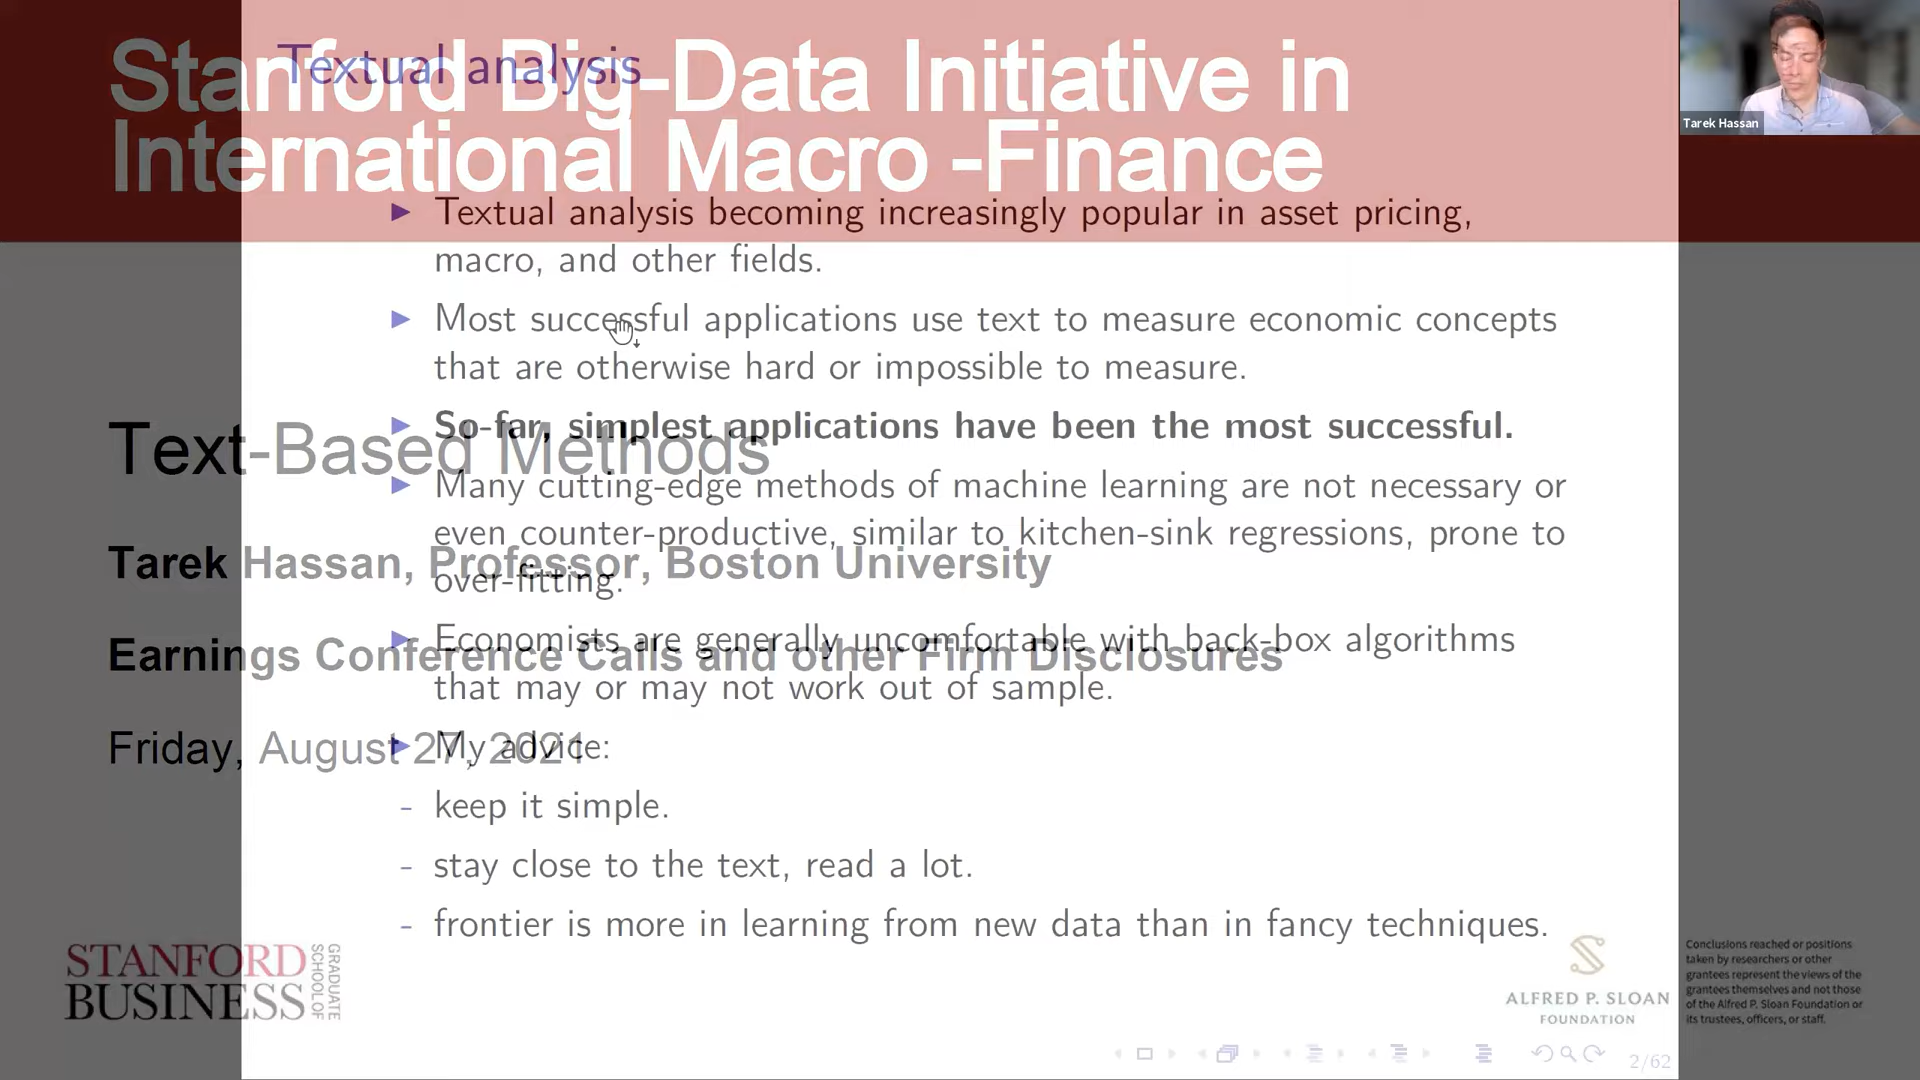 Stanford Big-Data Initiative in
International Macro -Finance
Textual analysis
Tarek Hassan
▶ Textual analysis becoming increasingly popular in asset pricing,
macro, and other fields.
▶ Most successful applications use text to measure economic concepts
that are otherwise hard or impossible to measure.
▶ So-far, simplest applications have been the most successful.
Text-Based Methods
▶ Many cutting-edge methods of machine learning are not necessary or
even counter-productive, similar to kitchen-sink regressions, prone to
over-fitting.
Tarek Hassan, Professor, Boston University
▶ Economists are generally uncomfortable with back-box algorithms
that may or may not work out of sample.
Earnings Conference Calls and other Firm Disclosures
▶ My advice:
Friday, August 27, 2021
- keep it simple.
- stay close to the text, read a lot.
- frontier is more in learning from new data than in fancy techniques.
STANFORD
BUSINESS
GRADUATE
SCHOOL OF
ALFRED P. SLOAN
FOUNDATION
Conclusions reached or positions
taken by researchers or other
grantees represent the views of the
grantees themselves and not those
of the Alfred P. Sloan Foundation or
its trustees, officers, or staff.
2/62